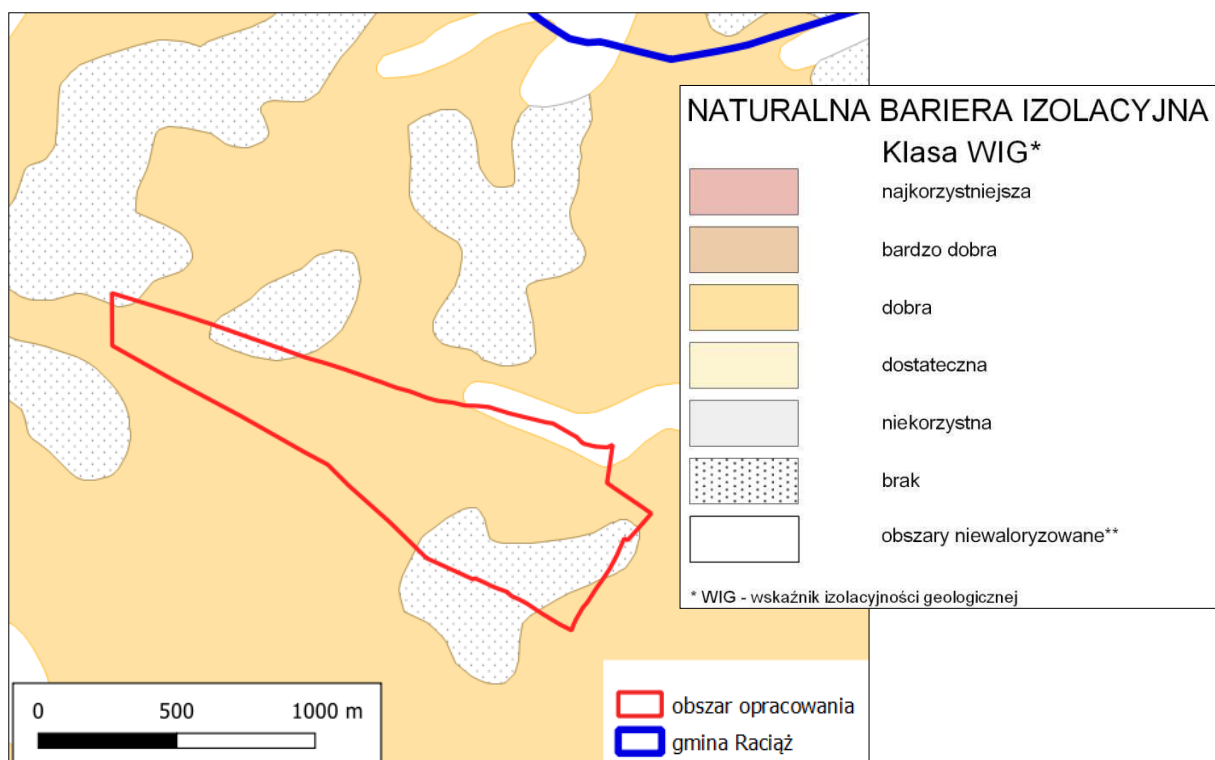 NATURALNA BARIERA IZOLACYJNA
Klasa WIG*
najkorzystniejsza
bardzo dobra
dobra
dostateczna
niekorzystna
brak
obszary niewaloryzowane**
* WIG - wskaźnik izolacyjności geologicznej
0 500 1000 m
obszar opracowania
gmina Raciąż